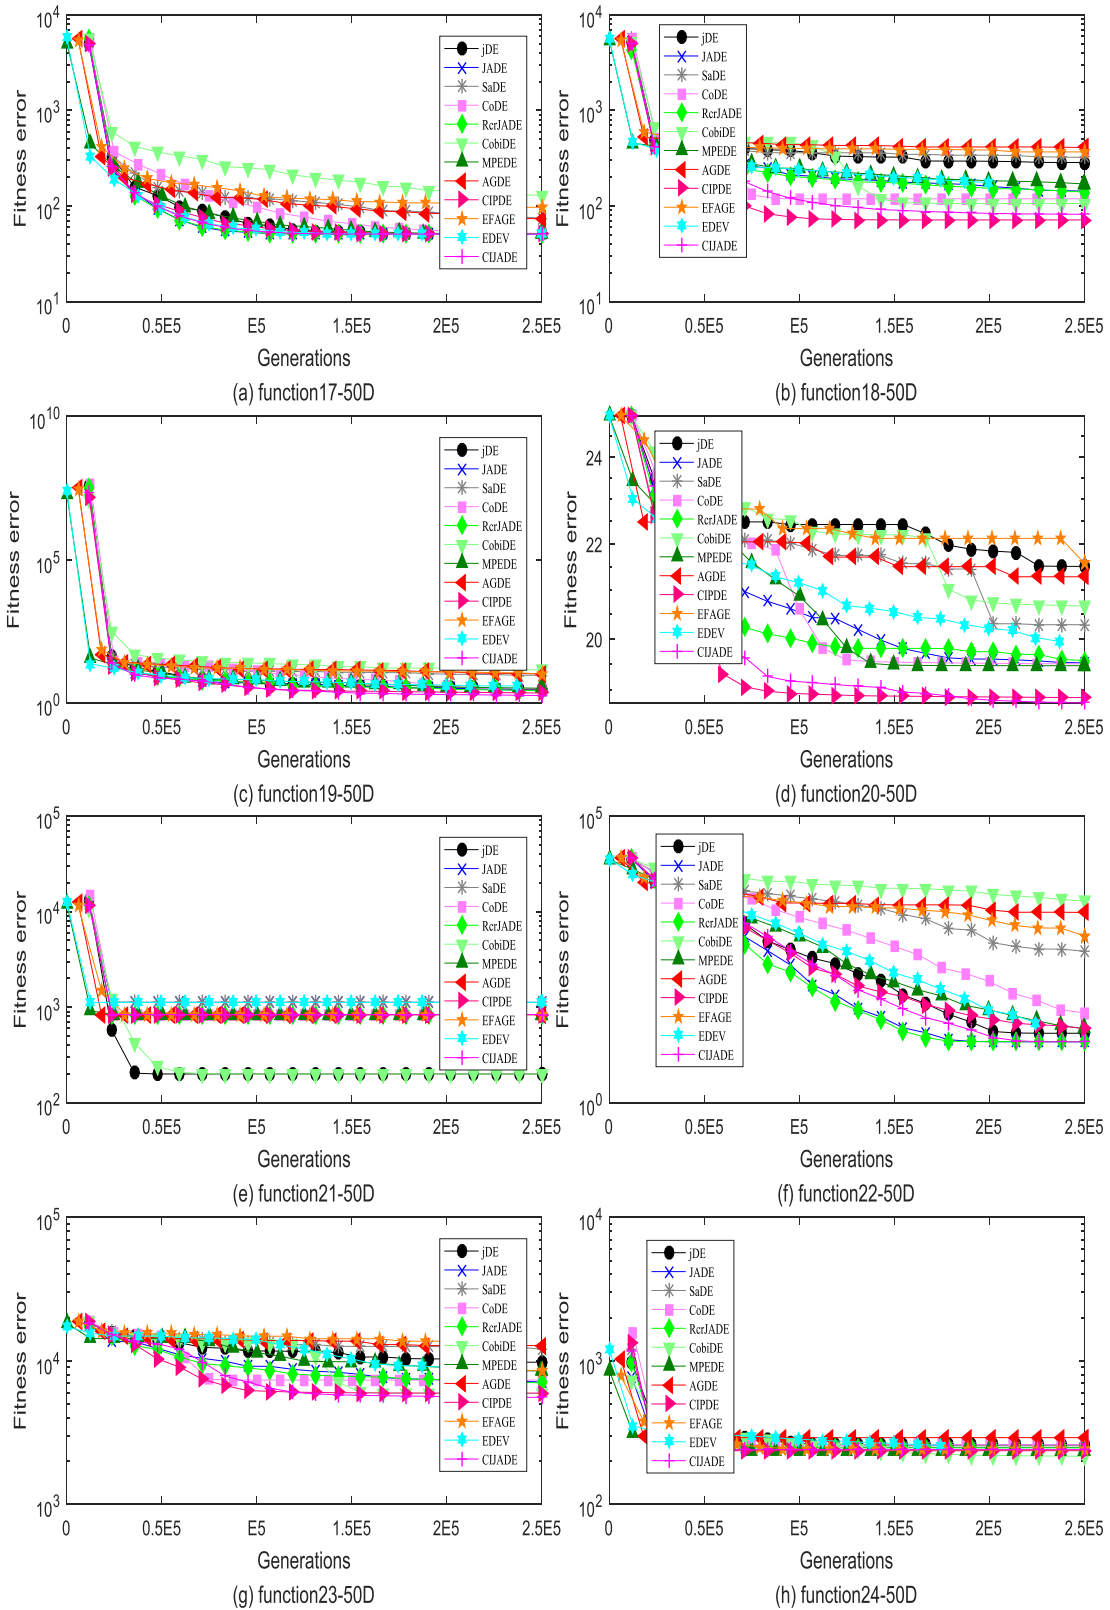 10^4
10^3
10^2
10^1
Fitness error
jDE
JADE
SaDE
CoDE
RcrJADE
CobiDE
MPEDE
AGDE
CIPDE
EFAGE
EDEV
CIJADE
0 0.5E5 E5 1.5E5 2E5 2.5E5
Generations
(a) function17-50D
10^4
10^3
10^2
10^1
Fitness error
jDE
JADE
SaDE
CoDE
RcrJADE
CobiDE
MPEDE
AGDE
CIPDE
EFAGE
EDEV
CIJADE
0 0.5E5 E5 1.5E5 2E5 2.5E5
Generations
(b) function18-50D
10^10
10^5
10^0
Fitness error
jDE
JADE
SaDE
CoDE
RcrJADE
CobiDE
MPEDE
AGDE
CIPDE
EFAGE
EDEV
CIJADE
0 0.5E5 E5 1.5E5 2E5 2.5E5
Generations
(c) function19-50D
24
22
20
Fitness error
jDE
JADE
SaDE
CoDE
RcrJADE
CobiDE
MPEDE
AGDE
CIPDE
EFAGE
EDEV
CIJADE
0 0.5E5 E5 1.5E5 2E5 2.5E5
Generations
(d) function20-50D
10^5
10^4
10^3
10^2
Fitness error
jDE
JADE
SaDE
CoDE
RcrJADE
CobiDE
MPEDE
AGDE
CIPDE
EFAGE
EDEV
CIJADE
0 0.5E5 E5 1.5E5 2E5 2.5E5
Generations
(e) function21-50D
10^5
10^0
Fitness error
jDE
JADE
SaDE
CoDE
RcrJADE
CobiDE
MPEDE
AGDE
CIPDE
EFAGE
EDEV
CIJADE
0 0.5E5 E5 1.5E5 2E5 2.5E5
Generations
(f) function22-50D
10^5
10^4
10^3
Fitness error
jDE
JADE
SaDE
CoDE
RcrJADE
CobiDE
MPEDE
AGDE
CIPDE
EFAGE
EDEV
CIJADE
0 0.5E5 E5 1.5E5 2E5 2.5E5
Generations
(g) function23-50D
10^4
10^3
10^2
Fitness error
jDE
JADE
SaDE
CoDE
RcrJADE
CobiDE
MPEDE
AGDE
CIPDE
EFAGE
EDEV
CIJADE
0 0.5E5 E5 1.5E5 2E5 2.5E5
Generations
(h) function24-50D